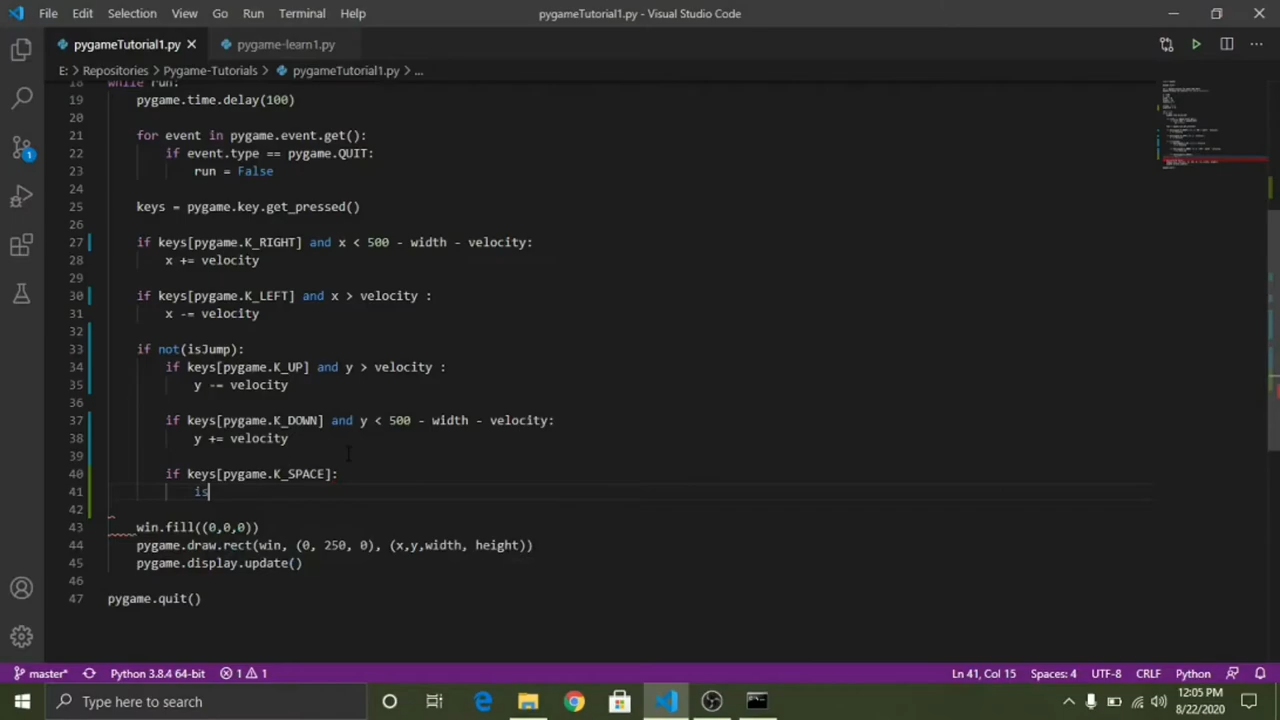 File Edit Selection View Go Run Terminal Help pygameTutorial1.py - Visual Studio Code
pygameTutorial1.py pygame-learn1.py
E: > Repositories > Pygame-Tutorials > pygameTutorial1.py > ...
18 while run:
19 pygame.time.delay(100)
20
21 for event in pygame.event.get():
22 if event.type == pygame.QUIT:
23 run = False
24
25 keys = pygame.key.get_pressed()
26
27 if keys[pygame.K_RIGHT] and x < 500 - width - velocity:
28 x += velocity
29
30 if keys[pygame.K_LEFT] and x > velocity :
31 x -= velocity
32
33 if not(isJump):
34 if keys[pygame.K_UP] and y > velocity :
35 y -= velocity
36
37 if keys[pygame.K_DOWN] and y < 500 - width - velocity:
38 y += velocity
39
40 if keys[pygame.K_SPACE]:
41 is
42
43 win.fill((0,0,0))
44 pygame.draw.rect(win, (0, 250, 0), (x,y,width, height))
45 pygame.display.update()
46
47 pygame.quit()
1
master* Python 3.8.4 64-bit 1 1 Ln 41, Col 15 Spaces: 4 UTF-8 CRLF Python
Type here to search
12:05 PM
8/22/2020